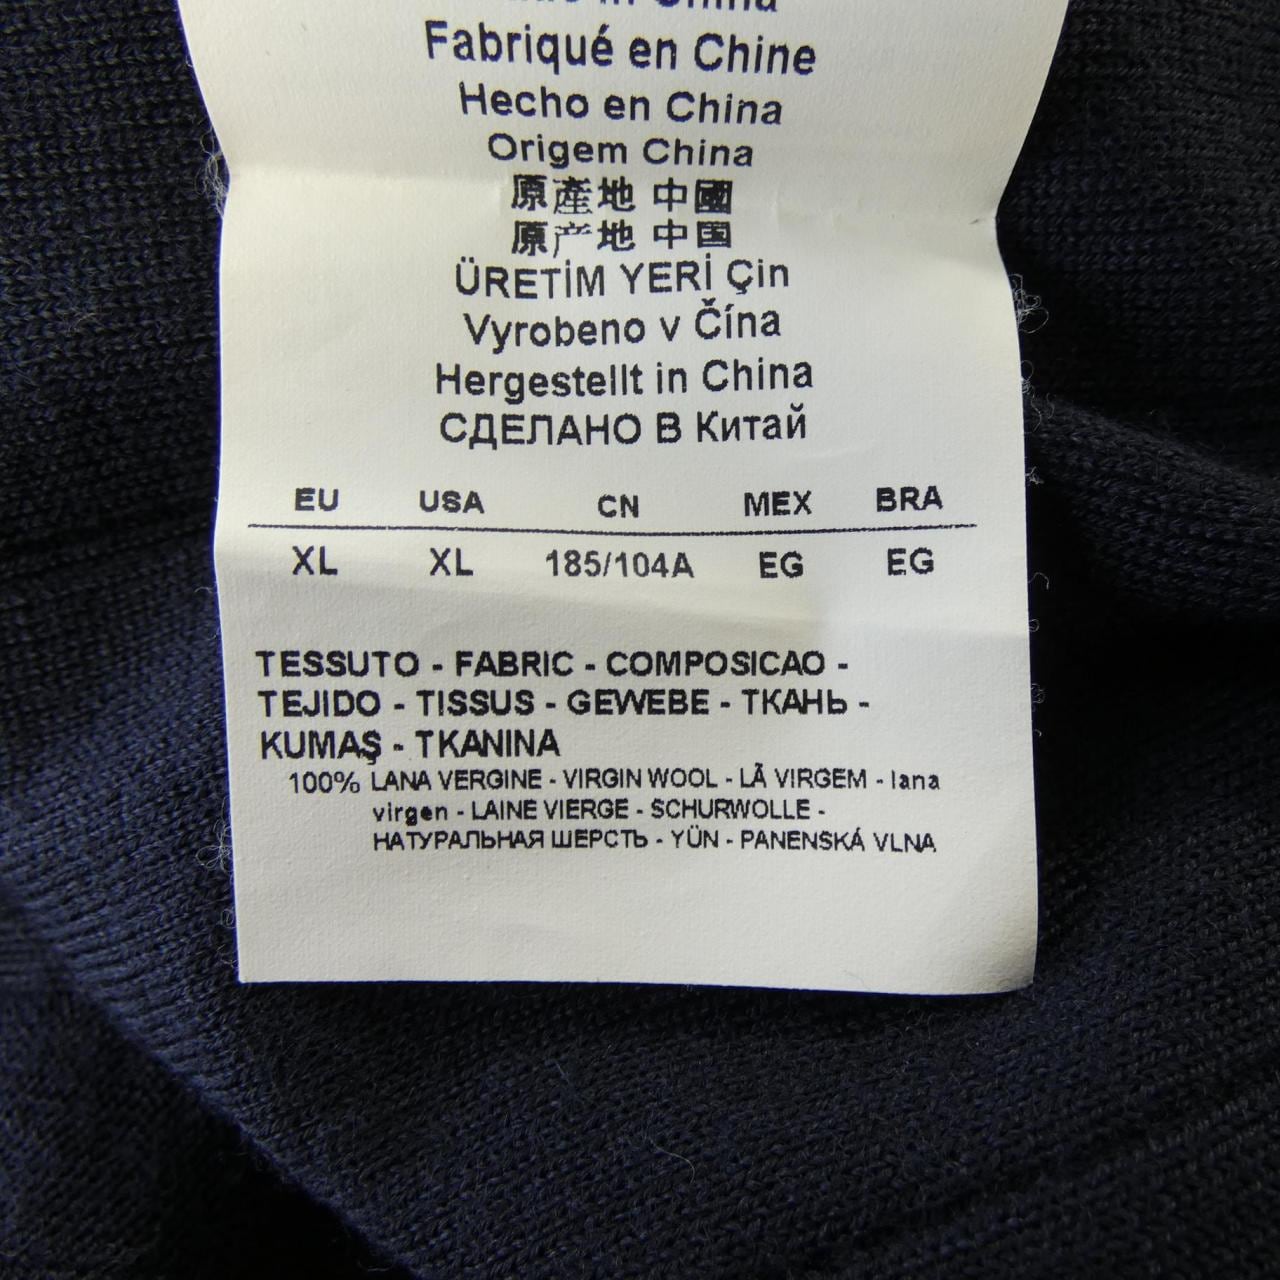 in China
Fabriqué en Chine
Hecho en China
Origem China
原產地 中國
原产地 中国
ÜRETİM YERİ Çin
Vyrobeno v Čína
Hergestellt in China
СДЕЛАНО В Китай
EU USA CN MEX BRA
XL XL 185/104A EG EG
TESSUTO - FABRIC - COMPOSICAO -
TEJIDO - TISSUS - GEWEBE - ТКАНЬ -
KUMAŞ - TKANINA
100% LANA VERGINE - VIRGIN WOOL - LÃ VIRGEM - lana
virgen - LAINE VIERGE - SCHURWOLLE -
НАТУРАЛЬНАЯ ШЕРСТЬ - YÜN - PANENSKÁ VLNA